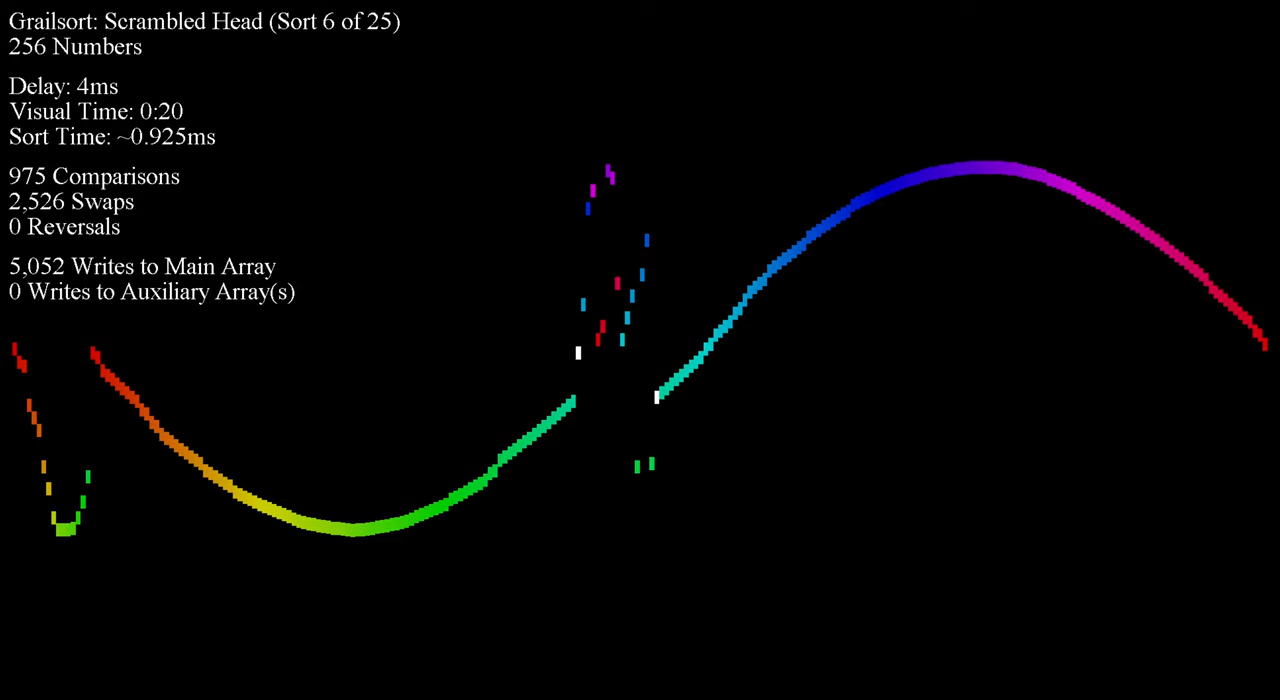 Grailsort: Scrambled Head (Sort 6 of 25)
256 Numbers
Delay: 4ms
Visual Time: 0:20
Sort Time: ~0.925ms
975 Comparisons
2,526 Swaps
0 Reversals
5,052 Writes to Main Array
0 Writes to Auxiliary Array(s)